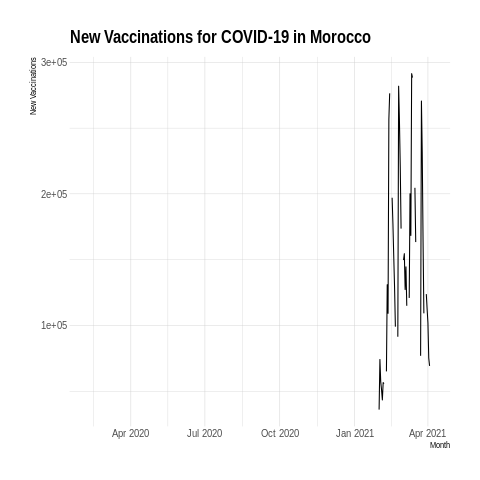 New Vaccinations for COVID-19 in Morocco
New Vaccinations
3e+05
2e+05
1e+05
Apr 2020 Jul 2020 Oct 2020 Jan 2021 Apr 2021
Month